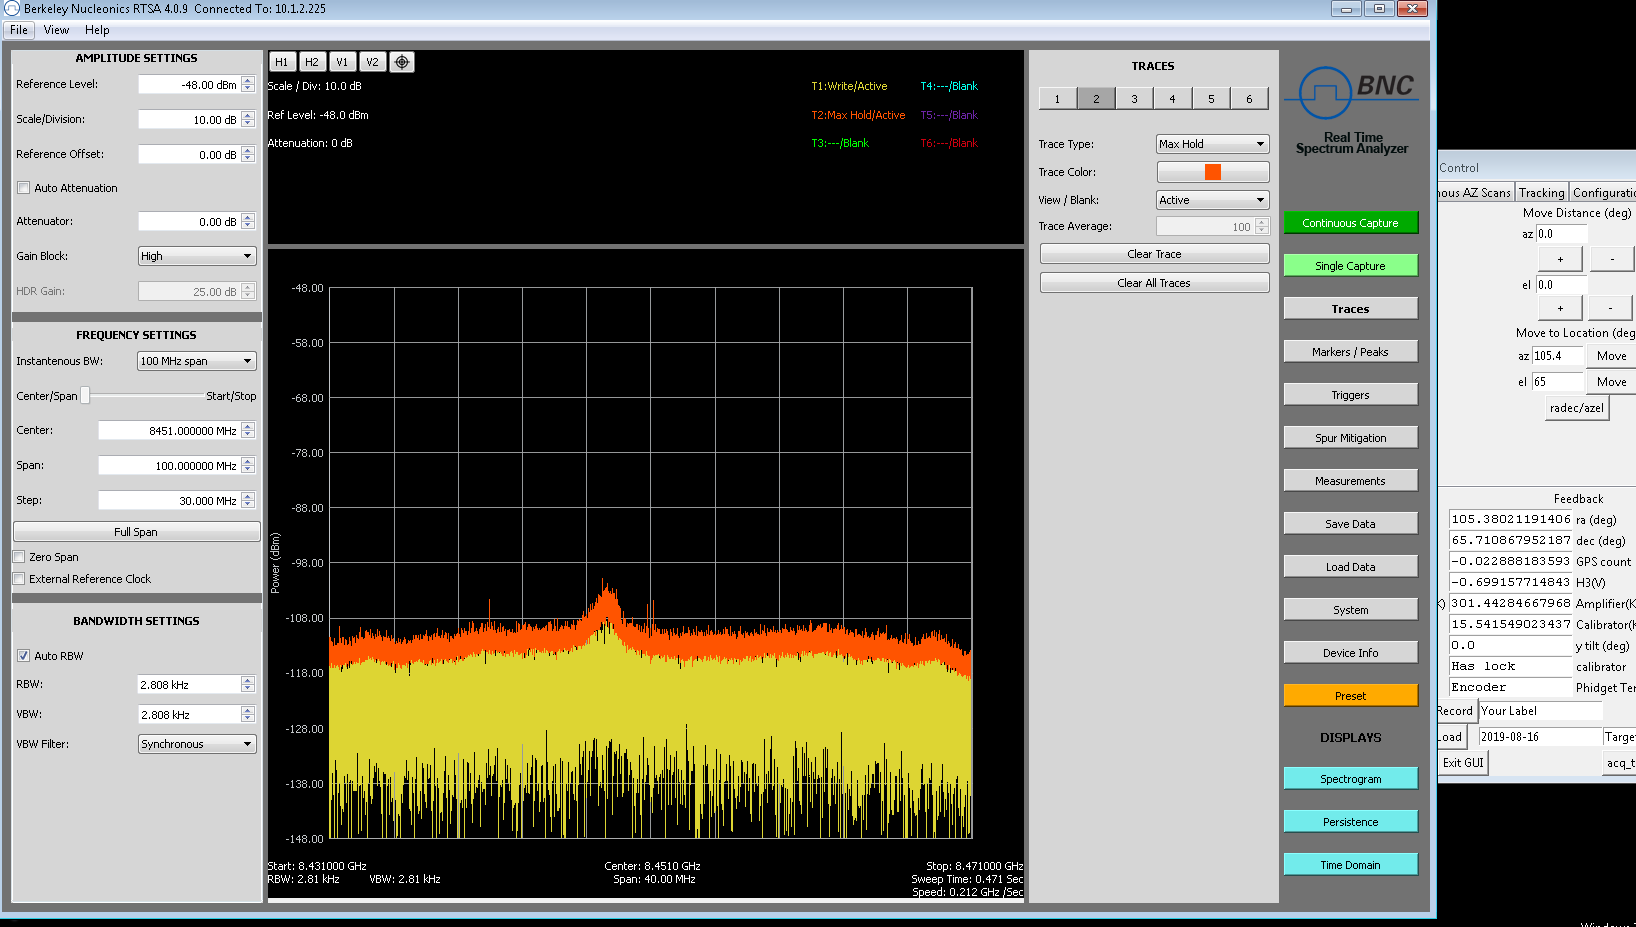 Berkeley Nucleonics RTSA 4.0.9 Connected To: 10.1.2.225
File View Help
AMPLITUDE SETTINGS
Reference Level: -48.00 dBm
Scale/Division: 10.00 dB
Reference Offset: 0.00 dB
Auto Attenuation
Attenuator: 0.00 dB
Gain Block: High
HDR Gain: 25.00 dB
FREQUENCY SETTINGS
Instantenous BW: 100 MHz span
Center/Span Start/Stop
Center: 8451.000000 MHz
Span: 100.000000 MHz
Step: 30.000 MHz
Full Span
Zero Span
External Reference Clock
BANDWIDTH SETTINGS
Auto RBW
RBW: 2.808 kHz
VBW: 2.808 kHz
VBW Filter: Synchronous
H1 H2 V1 V2
Scale / Div: 10.0 dB
Ref Level: -48.0 dBm
Attenuation: 0 dB
T1:Write/Active T4:---/Blank
T2:Max Hold/Active T5:---/Blank
T3:---/Blank T6:---/Blank
-48.00
-58.00
-68.00
-78.00
-88.00
-98.00
-108.00
-118.00
-128.00
-138.00
-148.00
Power (dBm)
Start: 8.431000 GHz Center: 8.4510 GHz Stop: 8.471000 GHz
RBW: 2.81 kHz VBW: 2.81 kHz Span: 40.00 MHz Sweep Time: 0.471 Sec
Speed: 0.212 GHz /Sec
TRACES
1 2 3 4 5 6
Trace Type: Max Hold
Trace Color:
View / Blank: Active
Trace Average: 100
Clear Trace
Clear All Traces
BNC
Real Time
Spectrum Analyzer
Continuous Capture
Single Capture
Traces
Markers / Peaks
Triggers
Spur Mitigation
Measurements
Save Data
Load Data
System
Device Info
Preset
DISPLAYS
Spectrogram
Persistence
Time Domain
Control
nous AZ Scans Tracking Configuratio
Move Distance (deg)
az 0.0
+ -
el 0.0
+ -
Move to Location (deg
az 105.4 Move
el 65 Move
radec/azel
Feedback
105.38021191406 ra (deg)
65.710867952187 dec (deg)
-0.022888183593 GPS count
-0.699157714843 H3(V)
K) 301.44284667968 Amplifier(K
15.541549023437 Calibrator(K
0.0 y tilt (deg)
Has lock calibrator
Encoder Phidget Ter
Record Your Label
Load 2019-08-16 Target
Exit GUI acq_t